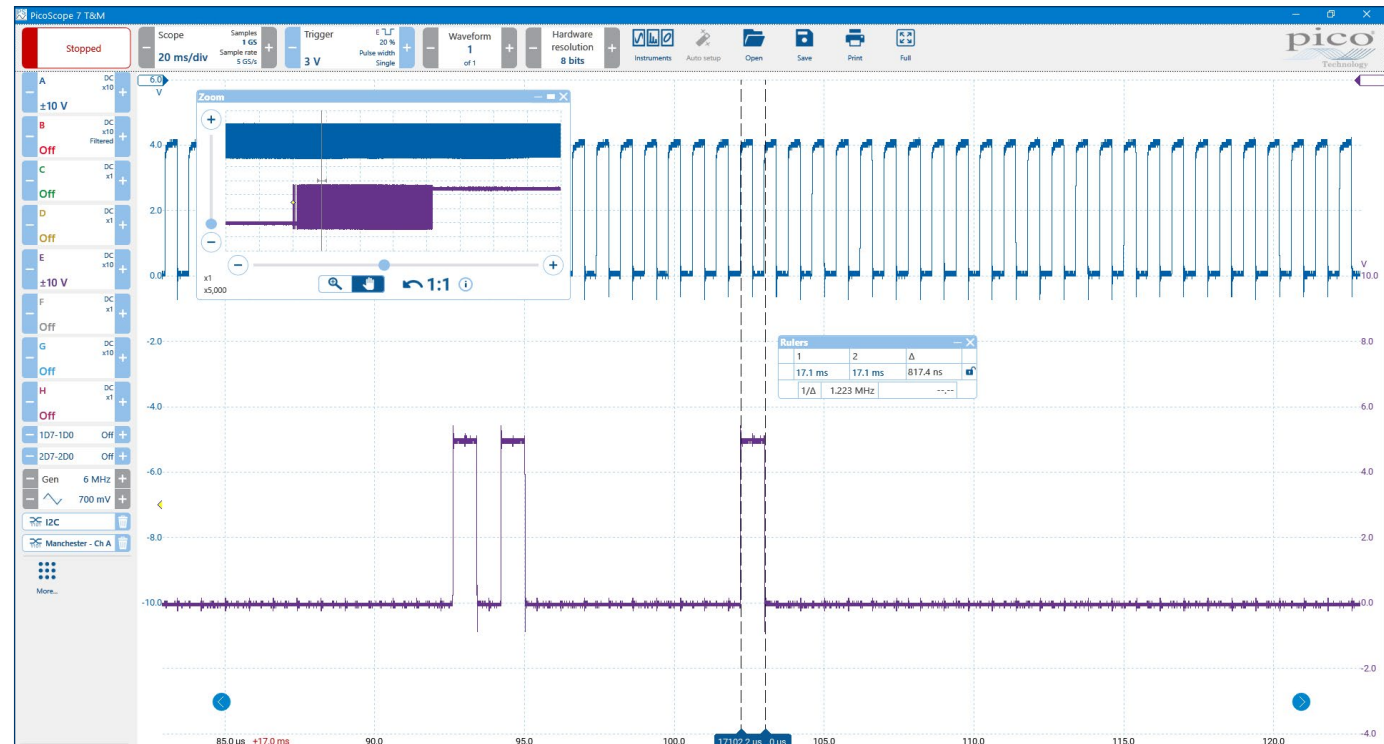 PicoScope 7 T&M
Stopped
Scope
20 ms/div
Samples
1 GS
Sample rate
5 GS/s
Trigger
3 V
E
20 %
Pulse width
Single
Waveform
1
of 1
Hardware
resolution
8 bits
Instruments
Auto setup
Open
Save
Print
Full
pico
Technology
A
DC
x10
±10 V
B
DC
x10
Filtered
Off
C
DC
x1
Off
D
DC
x1
Off
E
DC
x10
±10 V
F
DC
x1
Off
G
DC
x10
Off
H
DC
x1
Off
1D7-1D0 Off
2D7-2D0 Off
Gen 6 MHz
700 mV
I2C
Manchester - Ch A
More...
6.0
V
4.0
2.0
0.0
-2.0
-4.0
-6.0
-8.0
-10.0
Zoom
x1
x5,000
1:1
Rulers
1 2 Δ
17.1 ms 17.1 ms 817.4 ns
1/Δ 1.223 MHz --.--
V
10.0
8.0
6.0
4.0
2.0
0.0
-2.0
-4.0
85.0 us +17.0 ms 90.0 95.0 100.0 17102.2 us 0 us 105.0 110.0 115.0 120.0